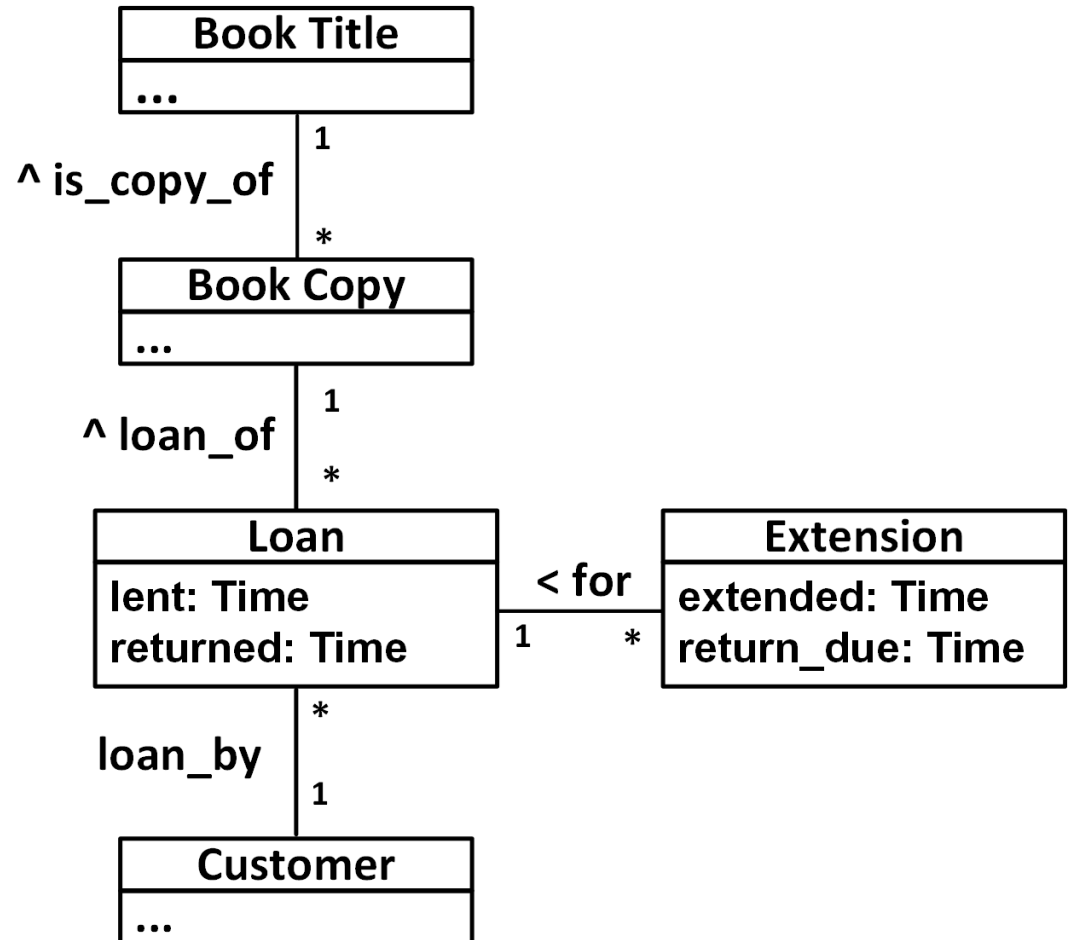 Book Title
...
1
^ is_copy_of
*
Book Copy
...
1
^ loan_of
*
Loan
lent: Time
returned: Time
< for
1
*
Extension
extended: Time
return_due: Time
*
loan_by
1
Customer
...